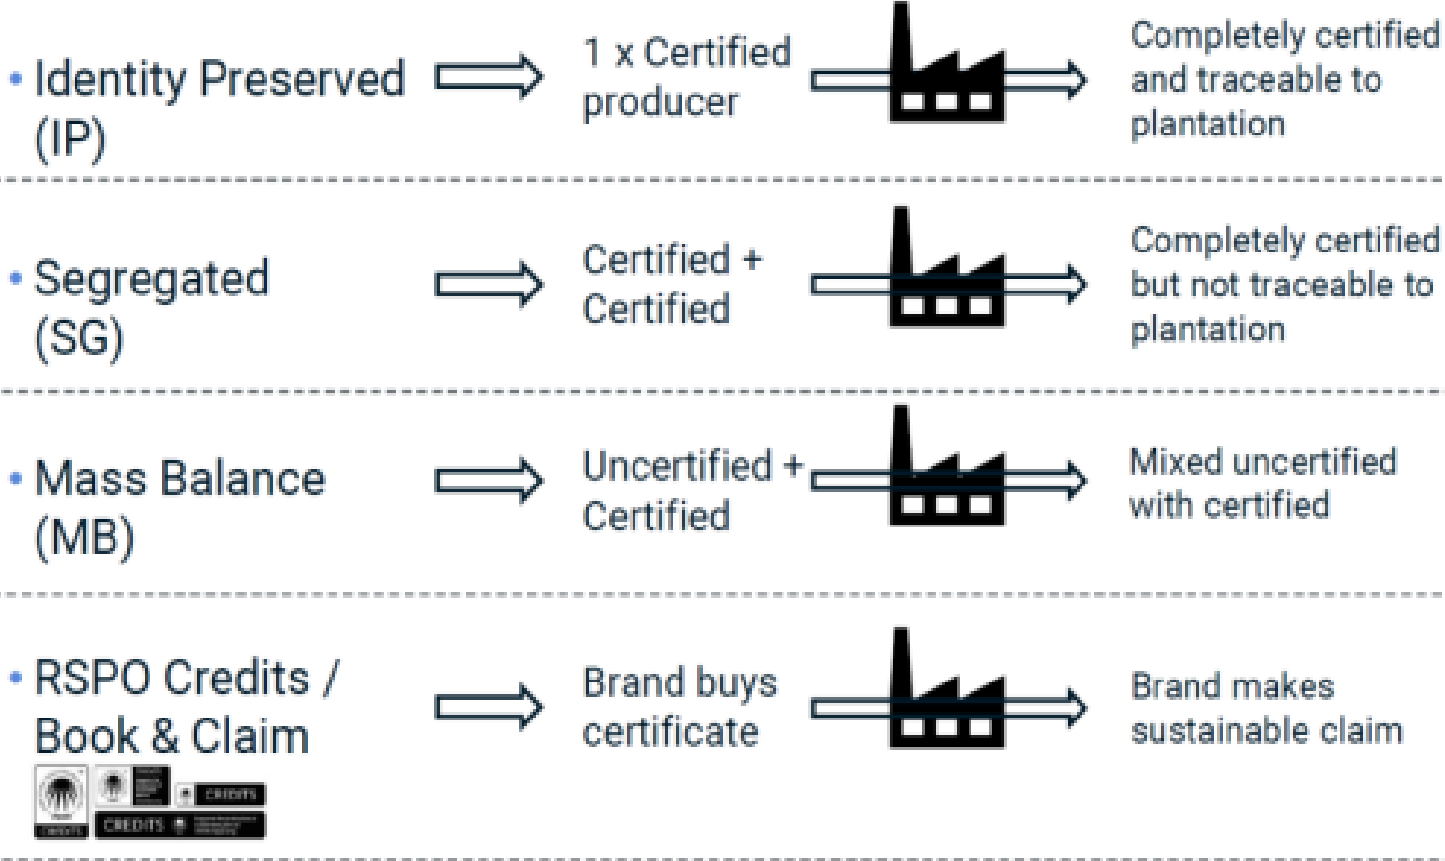 • Identity Preserved
(IP)
1 x Certified
producer
Completely certified
and traceable to
plantation
• Segregated
(SG)
Certified +
Certified
Completely certified
but not traceable to
plantation
• Mass Balance
(MB)
Uncertified +
Certified
Mixed uncertified
with certified
• RSPO Credits /
Book & Claim
Brand buys
certificate
Brand makes
sustainable claim
CREDITS
CREDITS
CREDITS